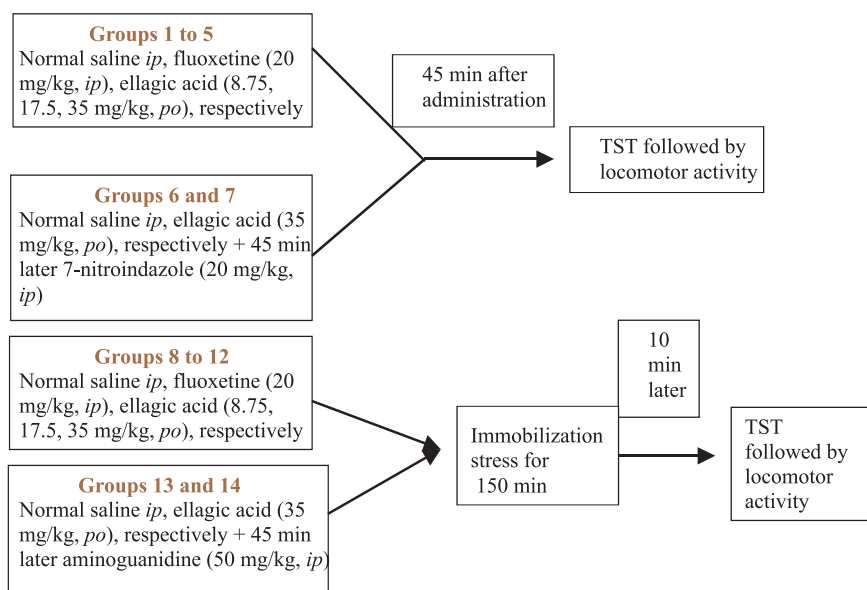 Groups 1 to 5
Normal saline ip, fluoxetine (20
mg/kg, ip), ellagic acid (8.75,
17.5, 35 mg/kg, po), respectively
45 min after
administration
TST followed by
locomotor activity
Groups 6 and 7
Normal saline ip, ellagic acid (35
mg/kg, po), respectively + 45 min
later 7-nitroindazole (20 mg/kg,
ip)
Groups 8 to 12
Normal saline ip, fluoxetine (20
mg/kg, ip), ellagic acid (8.75,
17.5, 35 mg/kg, po), respectively
Groups 13 and 14
Normal saline ip, ellagic acid (35
mg/kg, po), respectively + 45 min
later aminoguanidine (50 mg/kg, ip)
Immobilization
stress for
150 min
10
min
later
TST
followed by
locomotor
activity